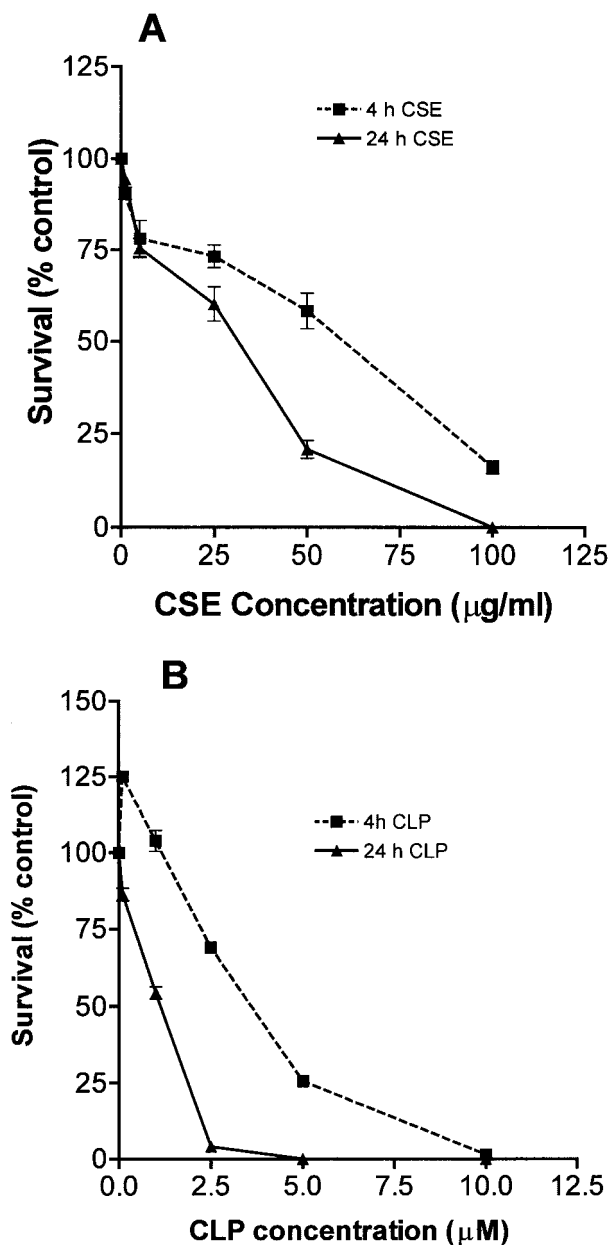 A
125
100
75
50
25
0
Survival (% control)
4 h CSE
24 h CSE
0 25 50 75 100 125
CSE Concentration (μg/ml)
B
150
125
100
75
50
25
0
Survival (% control)
4h CLP
24 h CLP
0.0 2.5 5.0 7.5 10.0 12.5
CLP concentration (μM)